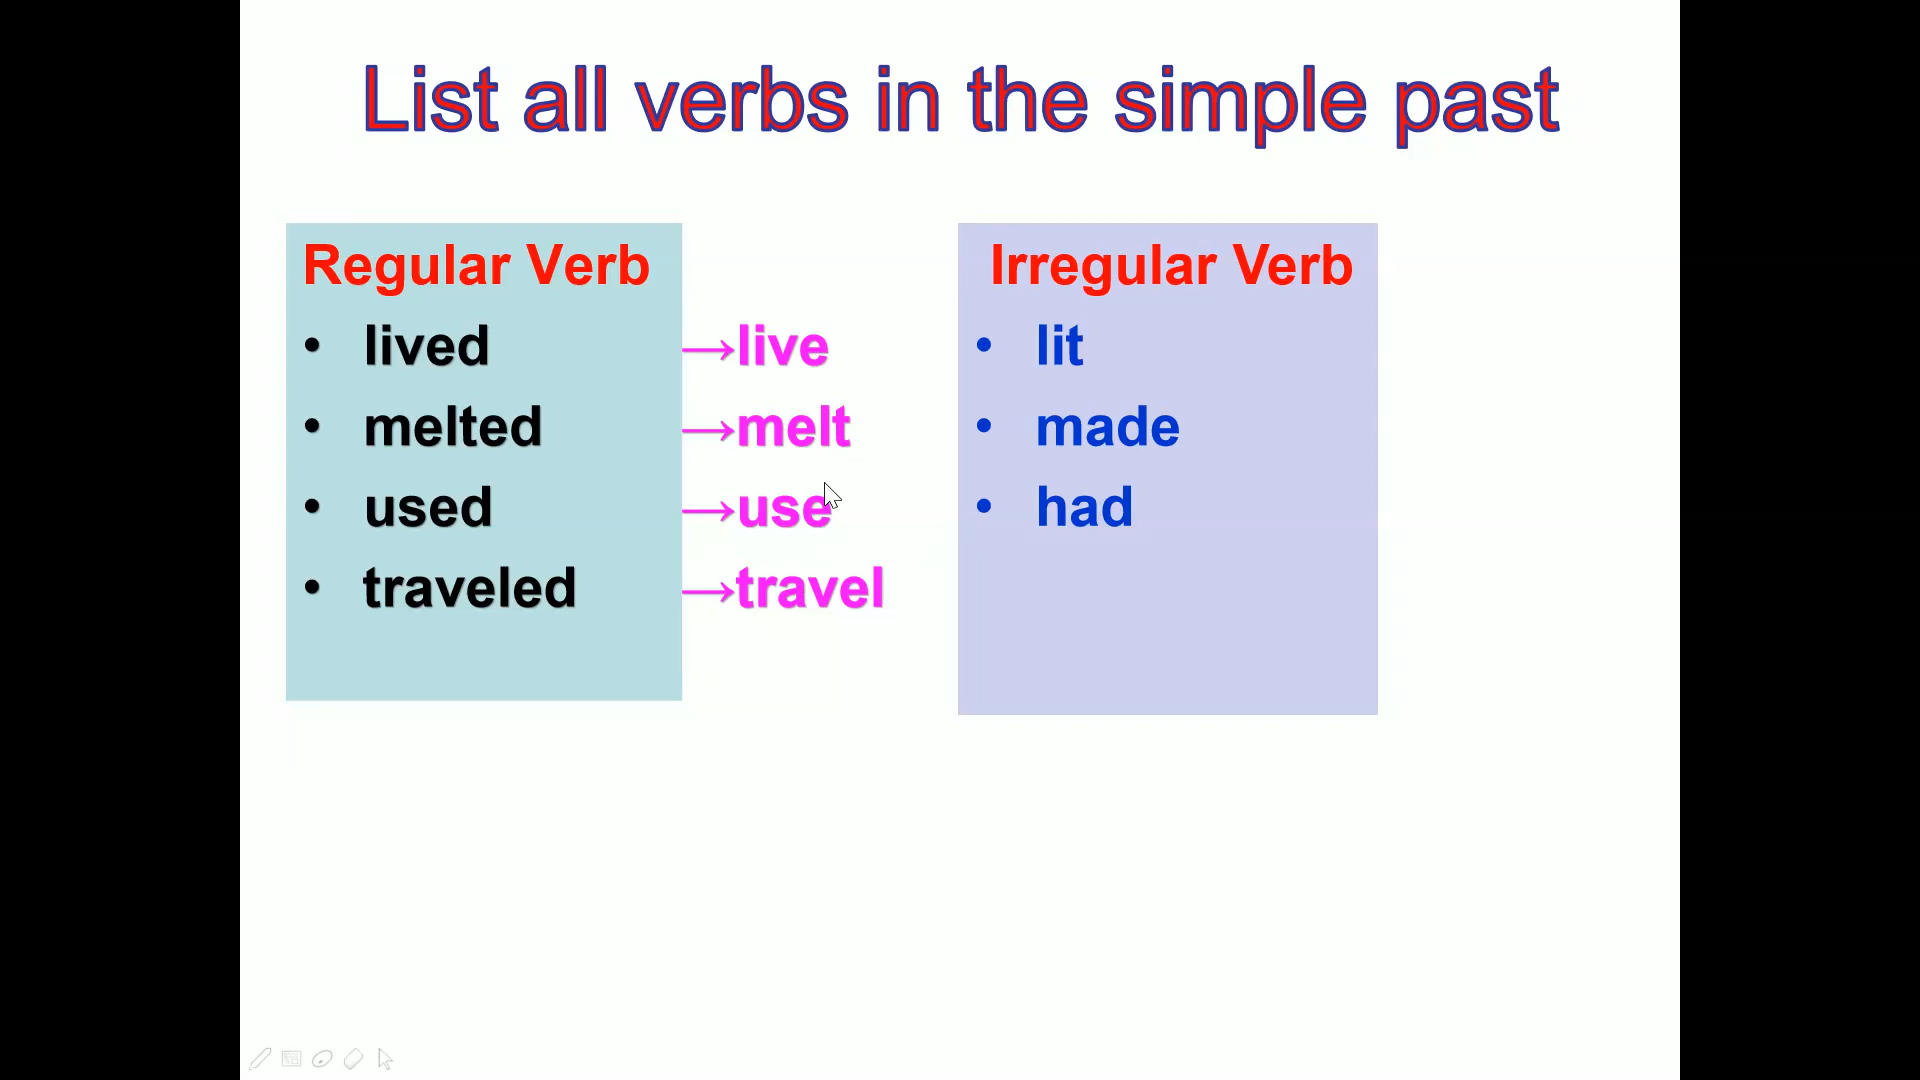 List all verbs in the simple past
Regular Verb
• lived →live
• melted →melt
• used →use
• traveled →travel
Irregular Verb
• lit
• made
• had